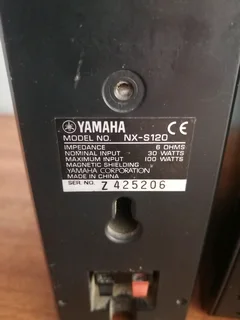 YAMAHA CE
MODEL NO. NX-S120
IMPEDANCE 6 OHMS
NOMINAL INPUT 30 WATTS
MAXIMUM INPUT 100 WATTS
MAGNETIC SHIELDING
YAMAHA CORPORATION
MADE IN CHINA
SER. NO. Z 425206